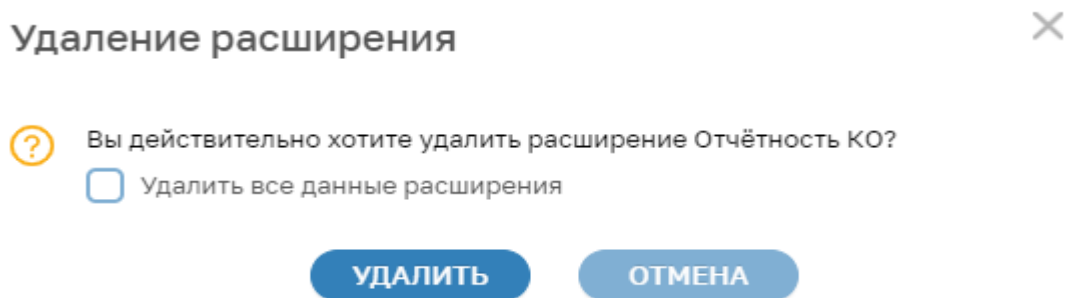 Удаление расширения
Вы действительно хотите удалить расширение Отчётность КО?
Удалить все данные расширения
УДАЛИТЬ ОТМЕНА